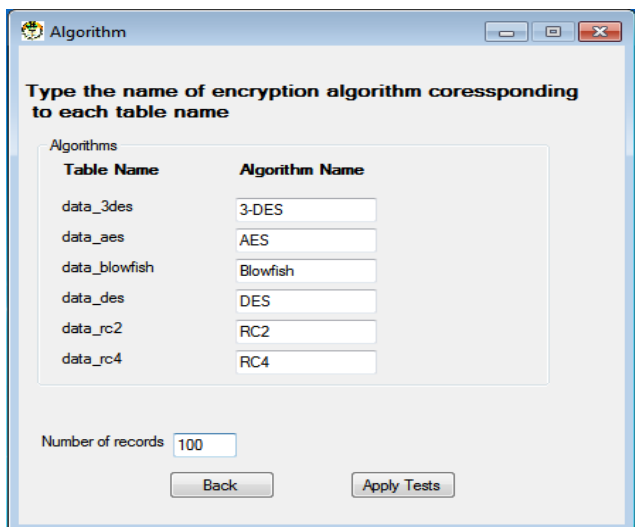 Algorithm
Type the name of encryption algorithm coressponding
to each table name
Algorithms
Table Name Algorithm Name
data_3des 3-DES
data_aes AES
data_blowfish Blowfish
data_des DES
data_rc2 RC2
data_rc4 RC4
Number of records 100
Back Apply Tests